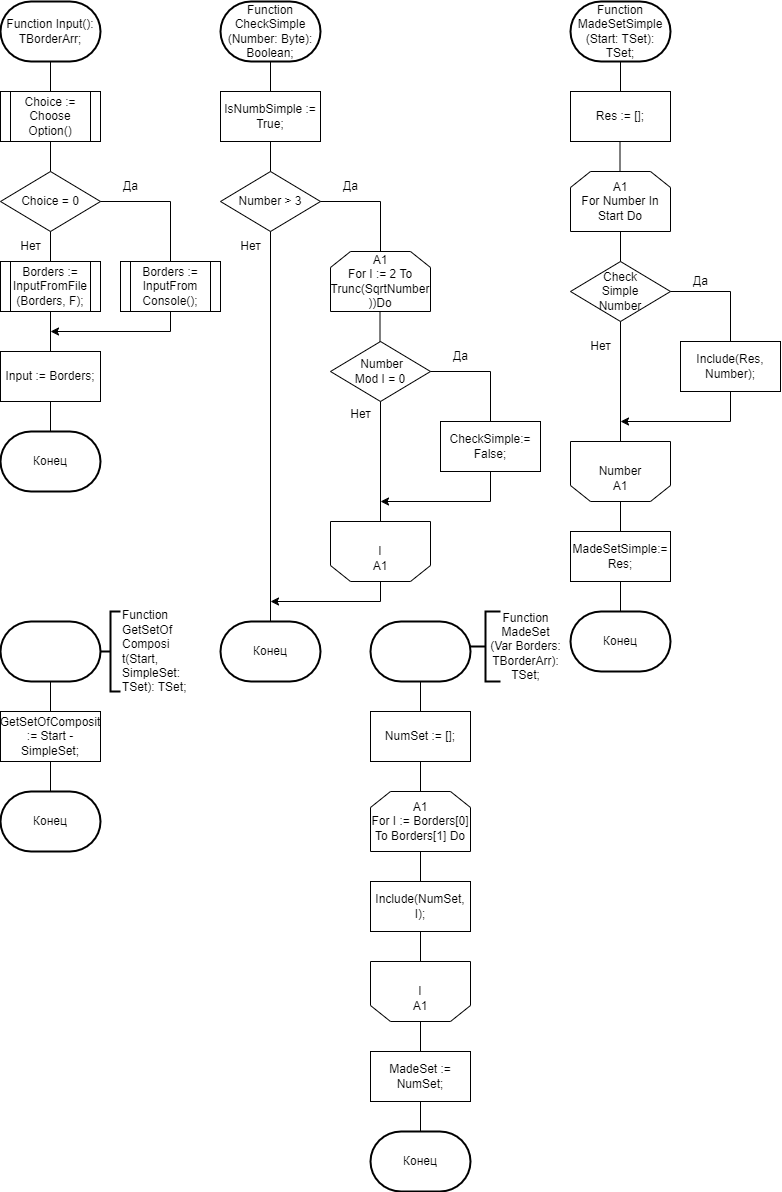 Function Input():
TBorderArr;
Choice :=
Choose
Option()
Choice = 0
Да
Нет
Borders :=
InputFromFile
(Borders, F);
Borders :=
InputFrom
Console();
Input := Borders;
Конец
Function
CheckSimple
(Number: Byte):
Boolean;
IsNumbSimple :=
True;
Number > 3
Да
Нет
A1
For I := 2 To
Trunc(SqrtNumber
))Do
Number
Mod I = 0
Да
Нет
CheckSimple:=
False;
I
A1
Конец
Function
MadeSetSimple
(Start: TSet):
TSet;
Res := [];
A1
For Number In
Start Do
Check
Simple
Number
Да
Нет
Include(Res,
Number);
Number
A1
MadeSetSimple:=
Res;
Конец
Function
GetSetOf
Composi
t(Start,
SimpleSet:
TSet): TSet;
GetSetOfComposit
:= Start -
SimpleSet;
Конец
Function
MadeSet
(Var Borders:
TBorderArr):
TSet;
NumSet := [];
A1
For I := Borders[0]
To Borders[1] Do
Include(NumSet,
I);
I
A1
MadeSet :=
NumSet;
Конец